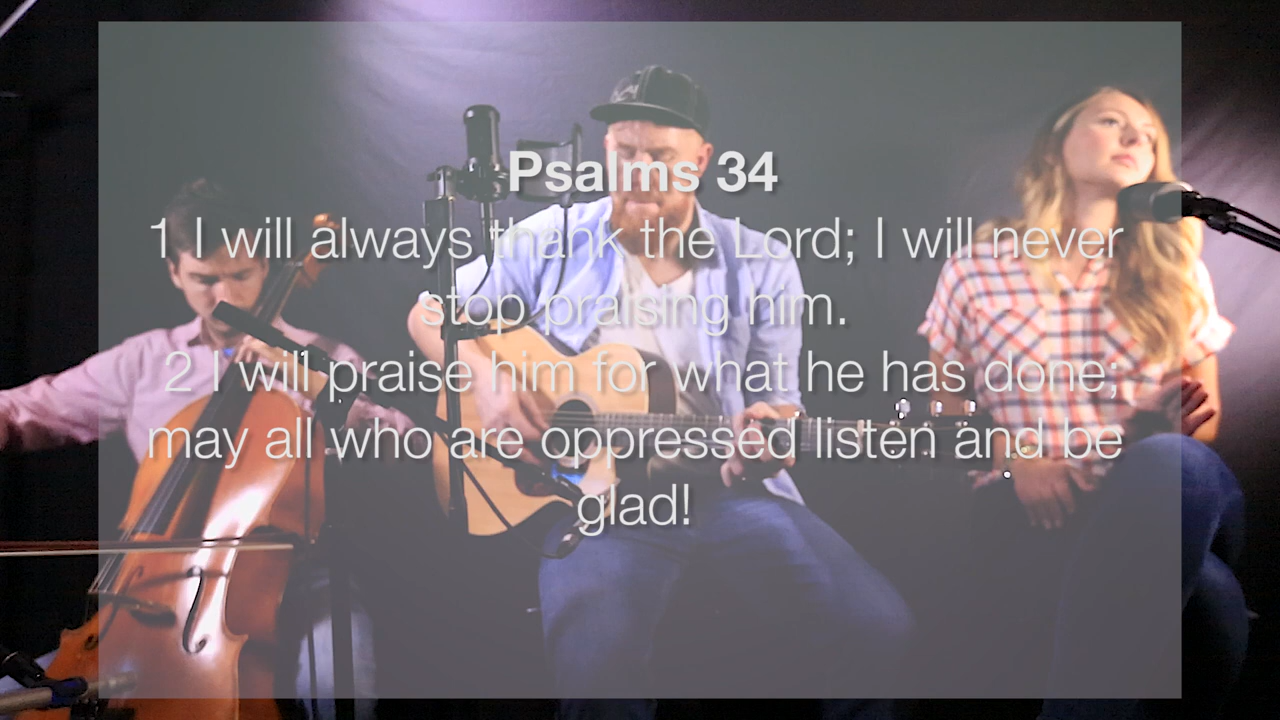 Psalms 34
1 I will always thank the Lord; I will never
stop praising him.
2 I will praise him for what he has done;
may all who are oppressed listen and be
glad!